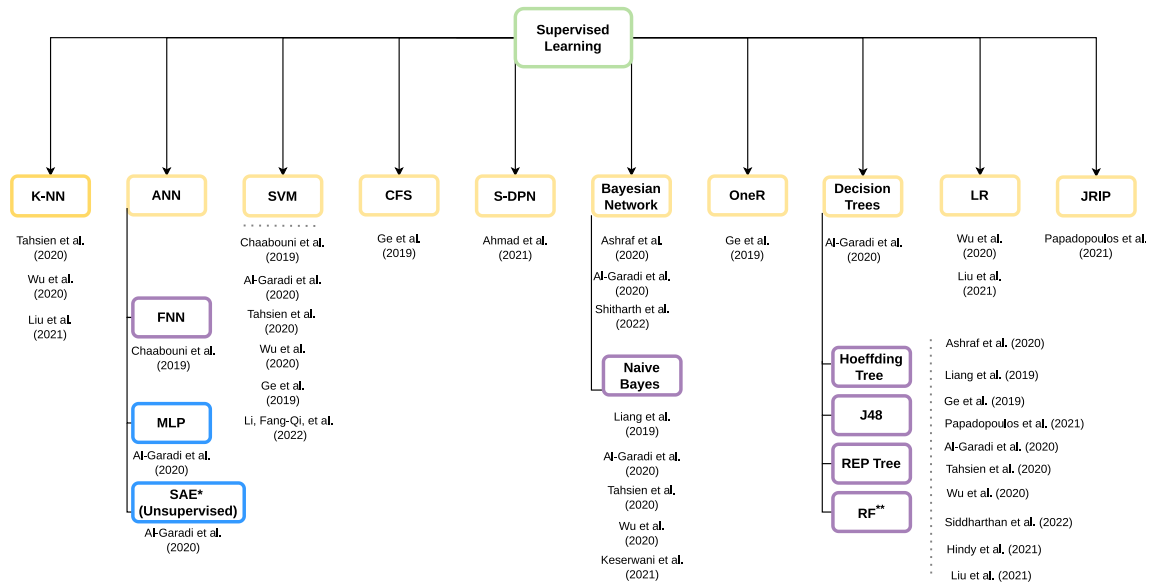 Supervised
Learning
K-NN
Tahsien et al.
(2020)
Wu et al.
(2020)
Liu et al.
(2021)
ANN
FNN
Chaabouni et al.
(2019)
MLP
Al-Garadi et al.
(2020)
SAE*
(Unsupervised)
Al-Garadi et al.
(2020)
SVM
Chaabouni et al.
(2019)
Al-Garadi et al.
(2020)
Tahsien et al.
(2020)
Wu et al.
(2020)
Ge et al.
(2019)
Li, Fang-Qi, et al.
(2022)
CFS
Ge et al.
(2019)
S-DPN
Ahmad et al.
(2021)
Bayesian
Network
Ashraf et al.
(2020)
Al-Garadi et al.
(2020)
Shitharth et al.
(2022)
Naive
Bayes
Liang et al.
(2019)
Al-Garadi et al.
(2020)
Tahsien et al.
(2020)
Wu et al.
(2020)
Keserwani et al.
(2021)
OneR
Ge et al.
(2019)
Decision
Trees
Al-Garadi et al.
(2020)
Hoeffding
Tree
J48
REP Tree
RF**
LR
Wu et al.
(2020)
Liu et al.
(2021)
Ashraf et al. (2020)
Liang et al. (2019)
Ge et al. (2019)
Papadopoulos et al. (2021)
Al-Garadi et al. (2020)
Tahsien et al. (2020)
Wu et al. (2020)
Siddharthan et al. (2022)
Hindy et al. (2021)
Liu et al. (2021)
JRIP
Papadopoulos et al.
(2021)